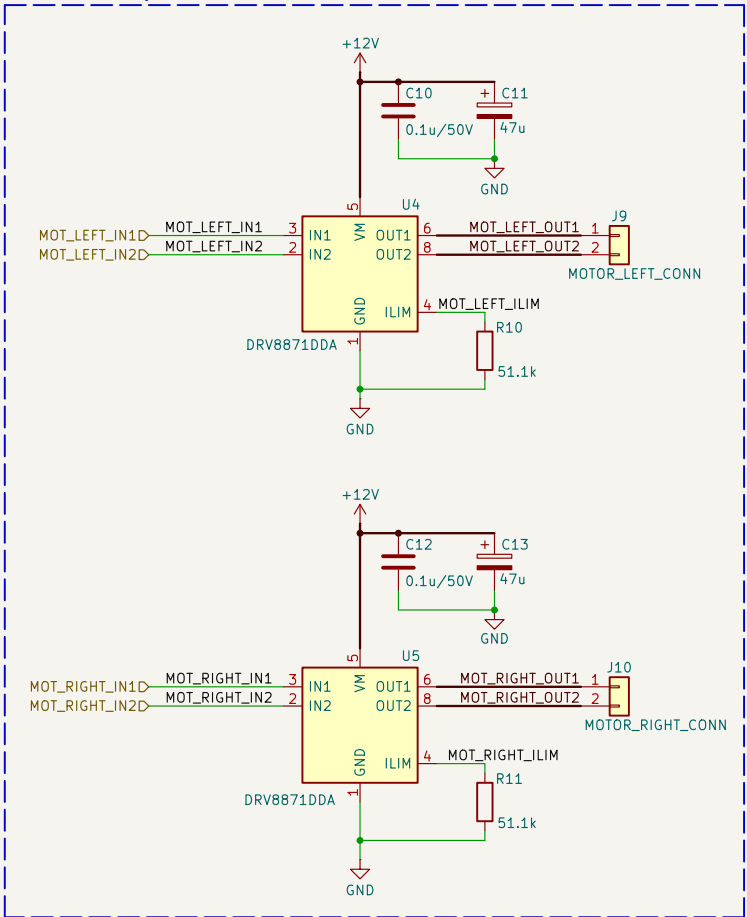 +12V
C10
+ C11
0.1u/50V
47u
GND
5
U4
MOT_LEFT_IN1
MOT_LEFT_IN1
3
IN1
VM
OUT1
6
MOT_LEFT_OUT1
1
J9
MOT_LEFT_IN2
MOT_LEFT_IN2
2
IN2
OUT2
8
MOT_LEFT_OUT2
2
MOTOR_LEFT_CONN
GND
ILIM
4
MOT_LEFT_ILIM
R10
51.1k
1
DRV8871DDA
GND
+12V
C12
+ C13
0.1u/50V
47u
GND
5
U5
MOT_RIGHT_IN1
MOT_RIGHT_IN1
3
IN1
VM
OUT1
6
MOT_RIGHT_OUT1
1
J10
MOT_RIGHT_IN2
MOT_RIGHT_IN2
2
IN2
OUT2
8
MOT_RIGHT_OUT2
2
MOTOR_RIGHT_CONN
GND
ILIM
4
MOT_RIGHT_ILIM
R11
51.1k
1
DRV8871DDA
GND